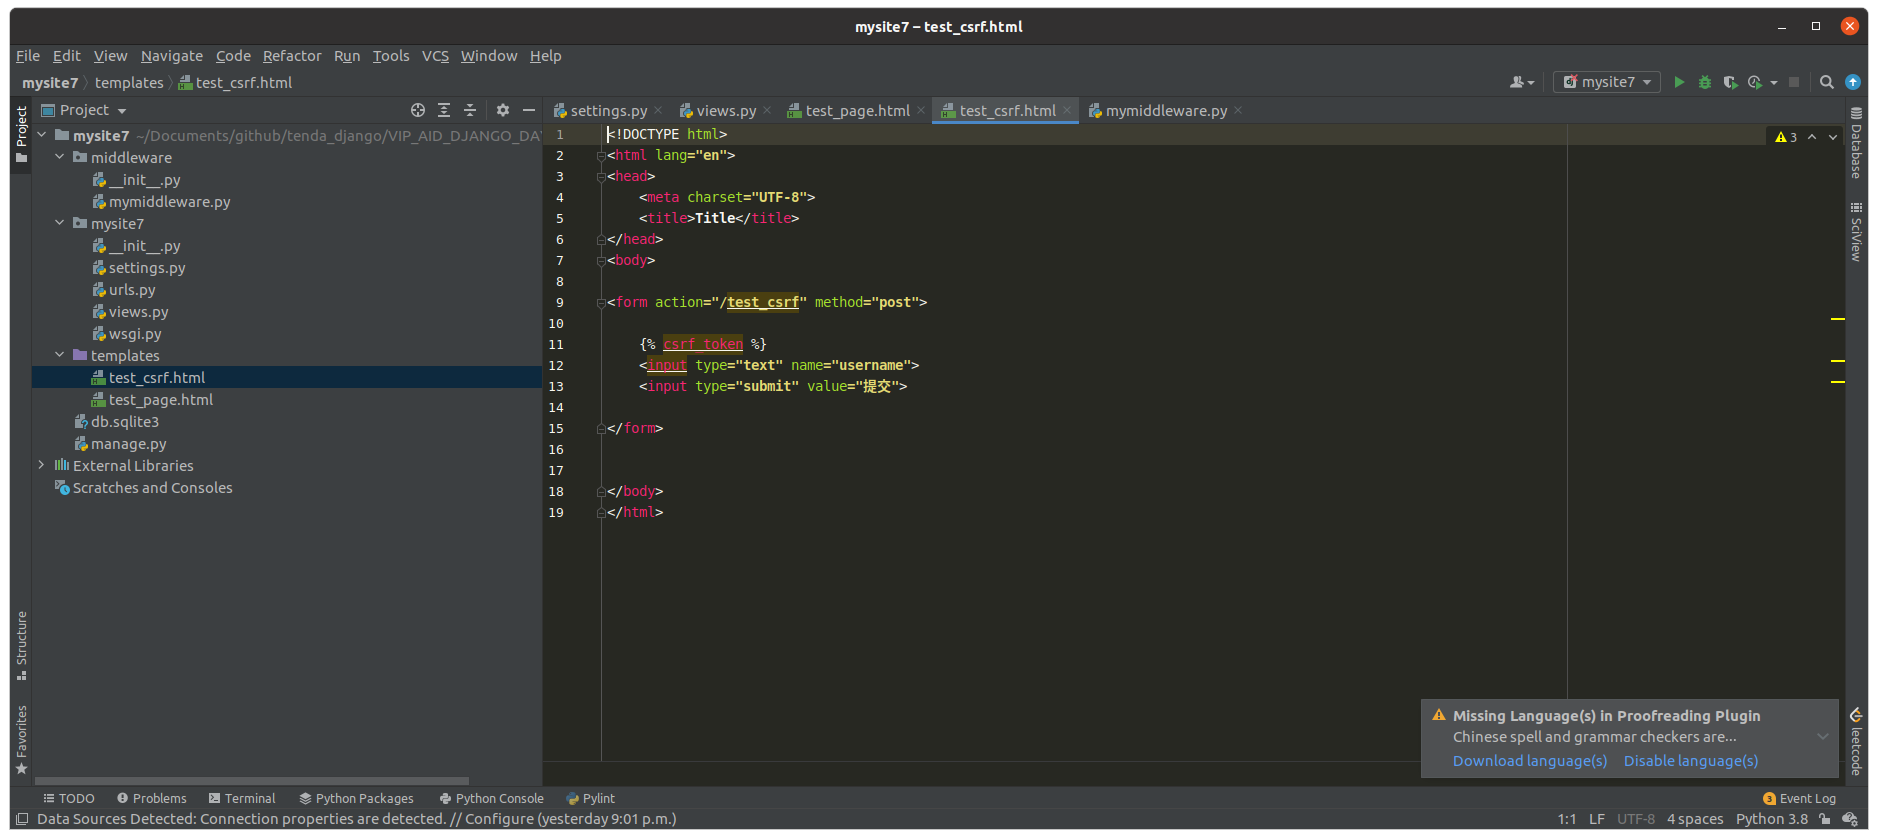 mysite7 – test_csrf.html
File Edit View Navigate Code Refactor Run Tools VCS Window Help
mysite7 templates test_csrf.html
mysite7
Project
Project
settings.py
views.py
test_page.html
test_csrf.html
mymiddleware.py
mysite7 ~/Documents/github/tenda_django/VIP_AID_DJANGO_DAY
middleware
__init__.py
mymiddleware.py
mysite7
__init__.py
settings.py
urls.py
views.py
wsgi.py
templates
test_csrf.html
test_page.html
db.sqlite3
manage.py
External Libraries
Scratches and Consoles
Structure
Favorites
1 <!DOCTYPE html>
2 <html lang="en">
3 <head>
4 <meta charset="UTF-8">
5 <title>Title</title>
6 </head>
7 <body>
8
9 <form action="/test_csrf" method="post">
10
11 {% csrf_token %}
12 <input type="text" name="username">
13 <input type="submit" value="提交">
14
15 </form>
16
17
18 </body>
19 </html>
3
Database
SciView
leetcode
Missing Language(s) in Proofreading Plugin
Chinese spell and grammar checkers are...
Download language(s) Disable language(s)
TODO Problems Terminal Python Packages Python Console Pylint
3 Event Log
Data Sources Detected: Connection properties are detected. // Configure (yesterday 9:01 p.m.)
1:1 LF UTF-8 4 spaces Python 3.8